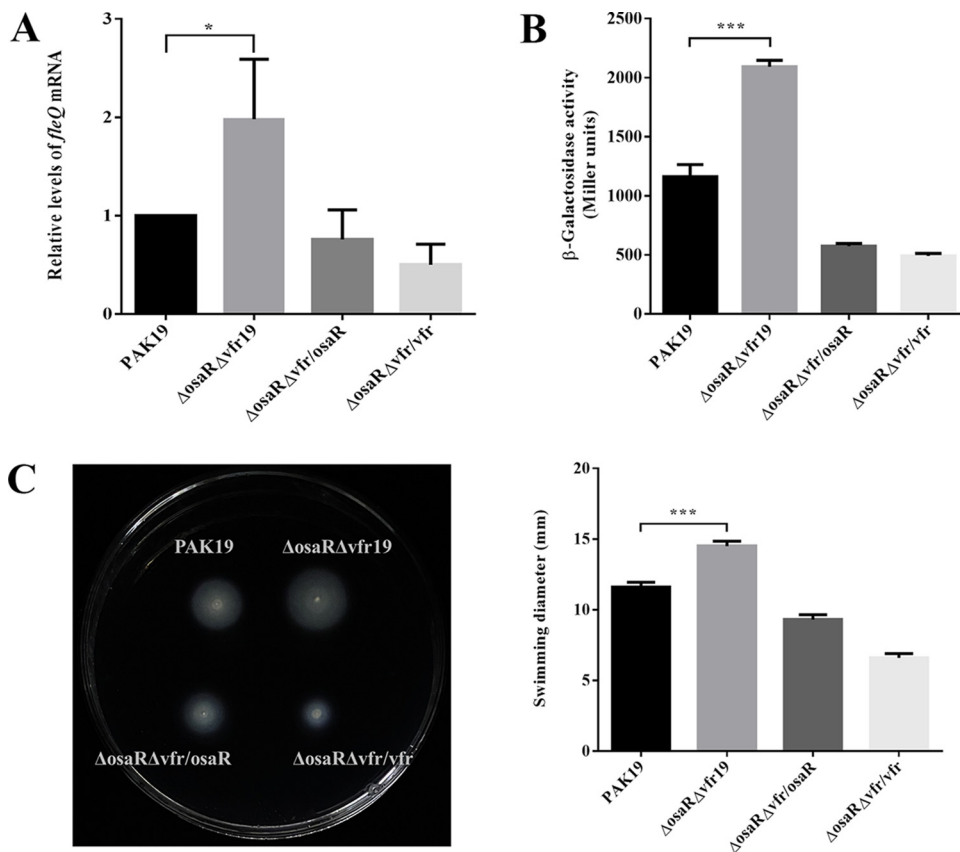 A
Relative levels of fleQ mRNA
3
2
1
0
*
PAK19
ΔosaRΔvfr19
ΔosaRΔvfr/osaR
ΔosaRΔvfr/vfr
B
β-Galactosidase activity
(Miller units)
2500
2000
1500
1000
500
0
***
PAK19
ΔosaRΔvfr19
ΔosaRΔvfr/osaR
ΔosaRΔvfr/vfr
C
PAK19
ΔosaRΔvfr19
ΔosaRΔvfr/osaR
ΔosaRΔvfr/vfr
Swimming diameter (mm)
20
15
10
5
0
***
PAK19
ΔosaRΔvfr19
ΔosaRΔvfr/osaR
ΔosaRΔvfr/vfr